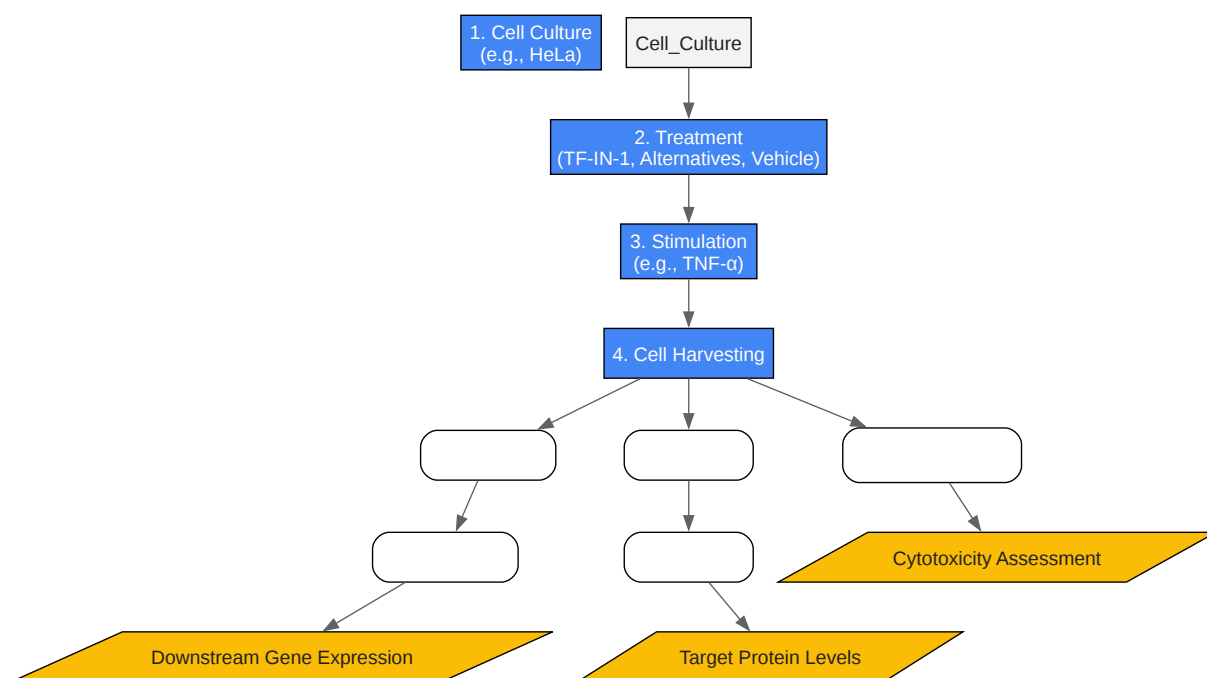 1. Cell Culture
(e.g., HeLa)
Cell_Culture
2. Treatment
(TF-IN-1, Alternatives, Vehicle)
3. Stimulation
(e.g., TNF-α)
4. Cell Harvesting
Cytotoxicity Assessment
Downstream Gene Expression
Target Protein Levels